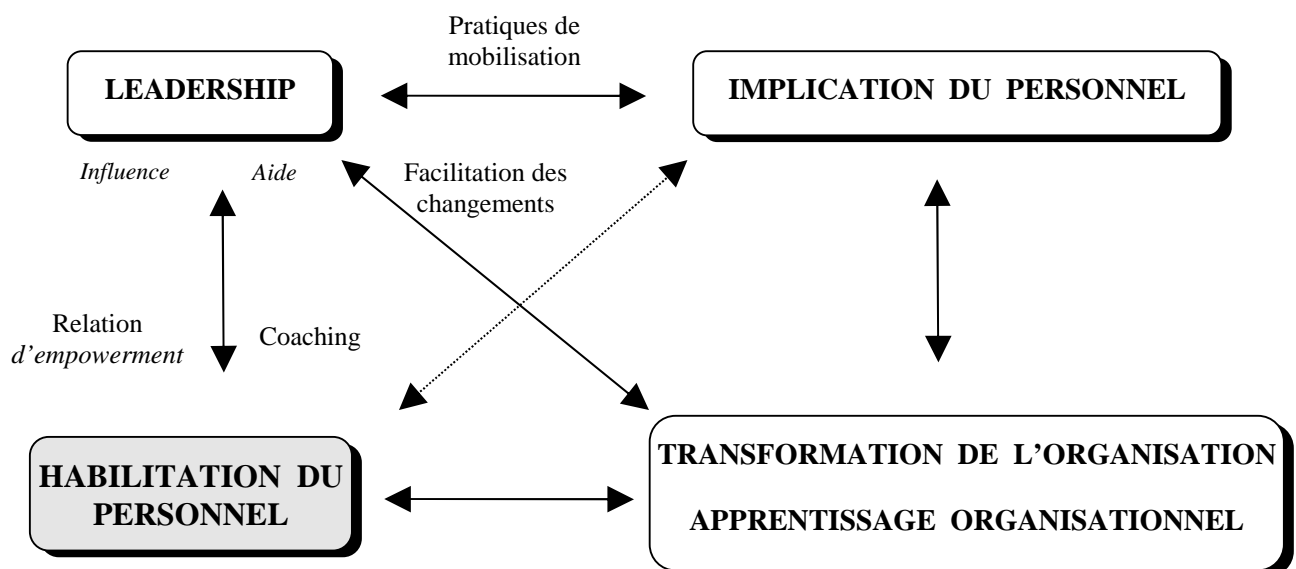 Pratiques de
mobilisation
LEADERSHIP
IMPLICATION DU PERSONNEL
Influence
Aide
Facilitation des
changements
Relation
d’empowerment
Coaching
HABILITATION DU
PERSONNEL
TRANSFORMATION DE L’ORGANISATION
APPRENTISSAGE ORGANISATIONNEL